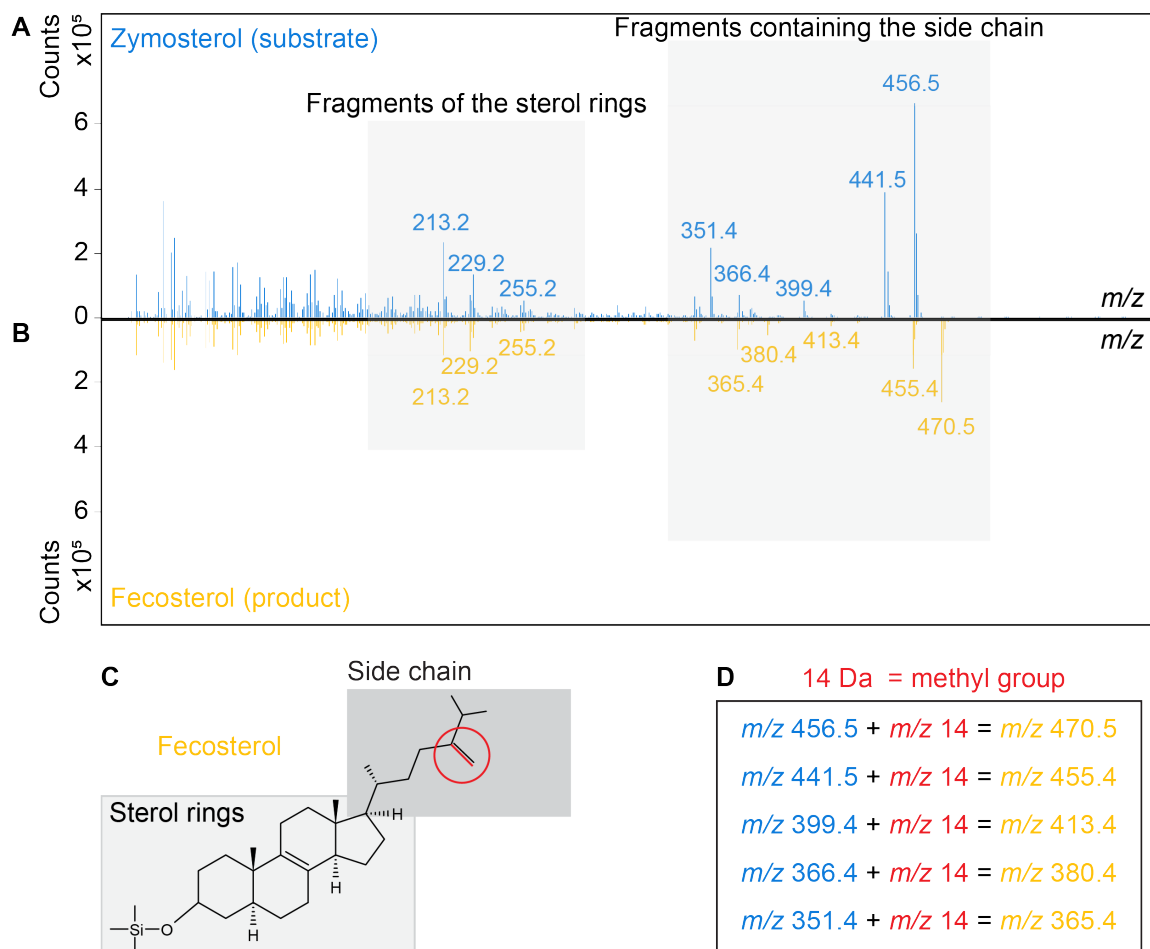 A
Counts
x10⁵
Zymosterol (substrate)
Fragments containing the side chain
Fragments of the sterol rings
456.5
441.5
351.4
366.4
399.4
213.2
229.2
255.2
6
4
2
0
m/z
B
m/z
255.2
229.2
213.2
413.4
380.4
365.4
455.4
470.5
2
4
6
Counts
x10⁵
Fecosterol (product)
C
Side chain
Fecosterol
Sterol rings
H
H
H
Si
O
D
14 Da = methyl group
m/z 456.5 + m/z 14 = m/z 470.5
m/z 441.5 + m/z 14 = m/z 455.4
m/z 399.4 + m/z 14 = m/z 413.4
m/z 366.4 + m/z 14 = m/z 380.4
m/z 351.4 + m/z 14 = m/z 365.4